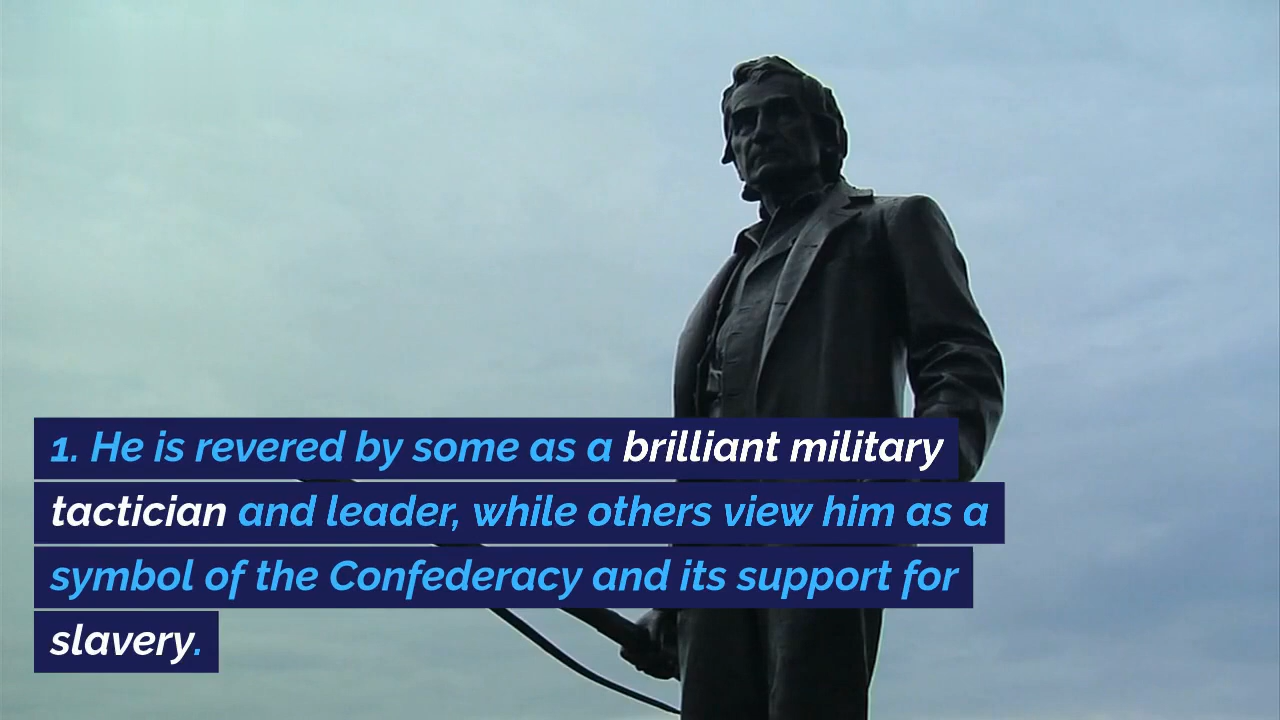 1. He is revered by some as a brilliant military
tactician and leader, while others view him as a
symbol of the Confederacy and its support for
slavery.